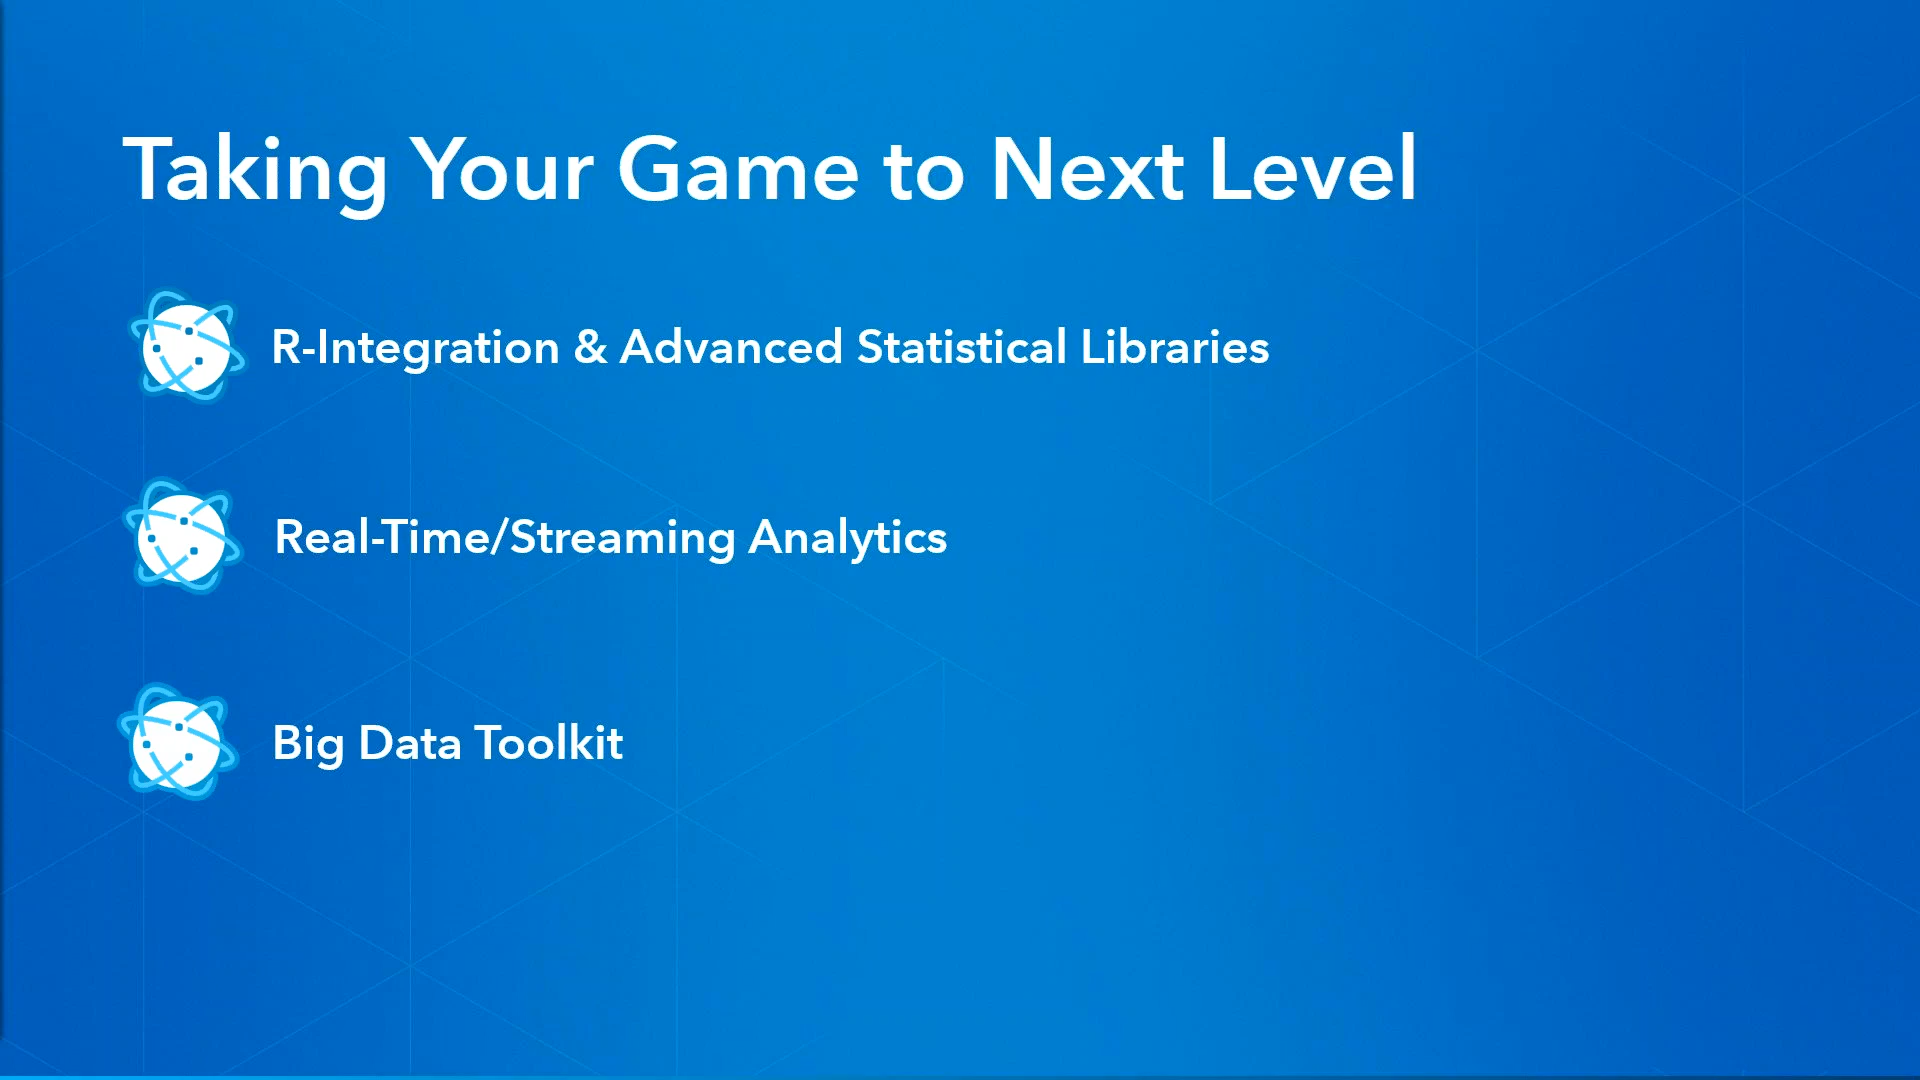 Taking Your Game to Next Level
R-Integration & Advanced Statistical Libraries
Real-Time/Streaming Analytics
Big Data Toolkit